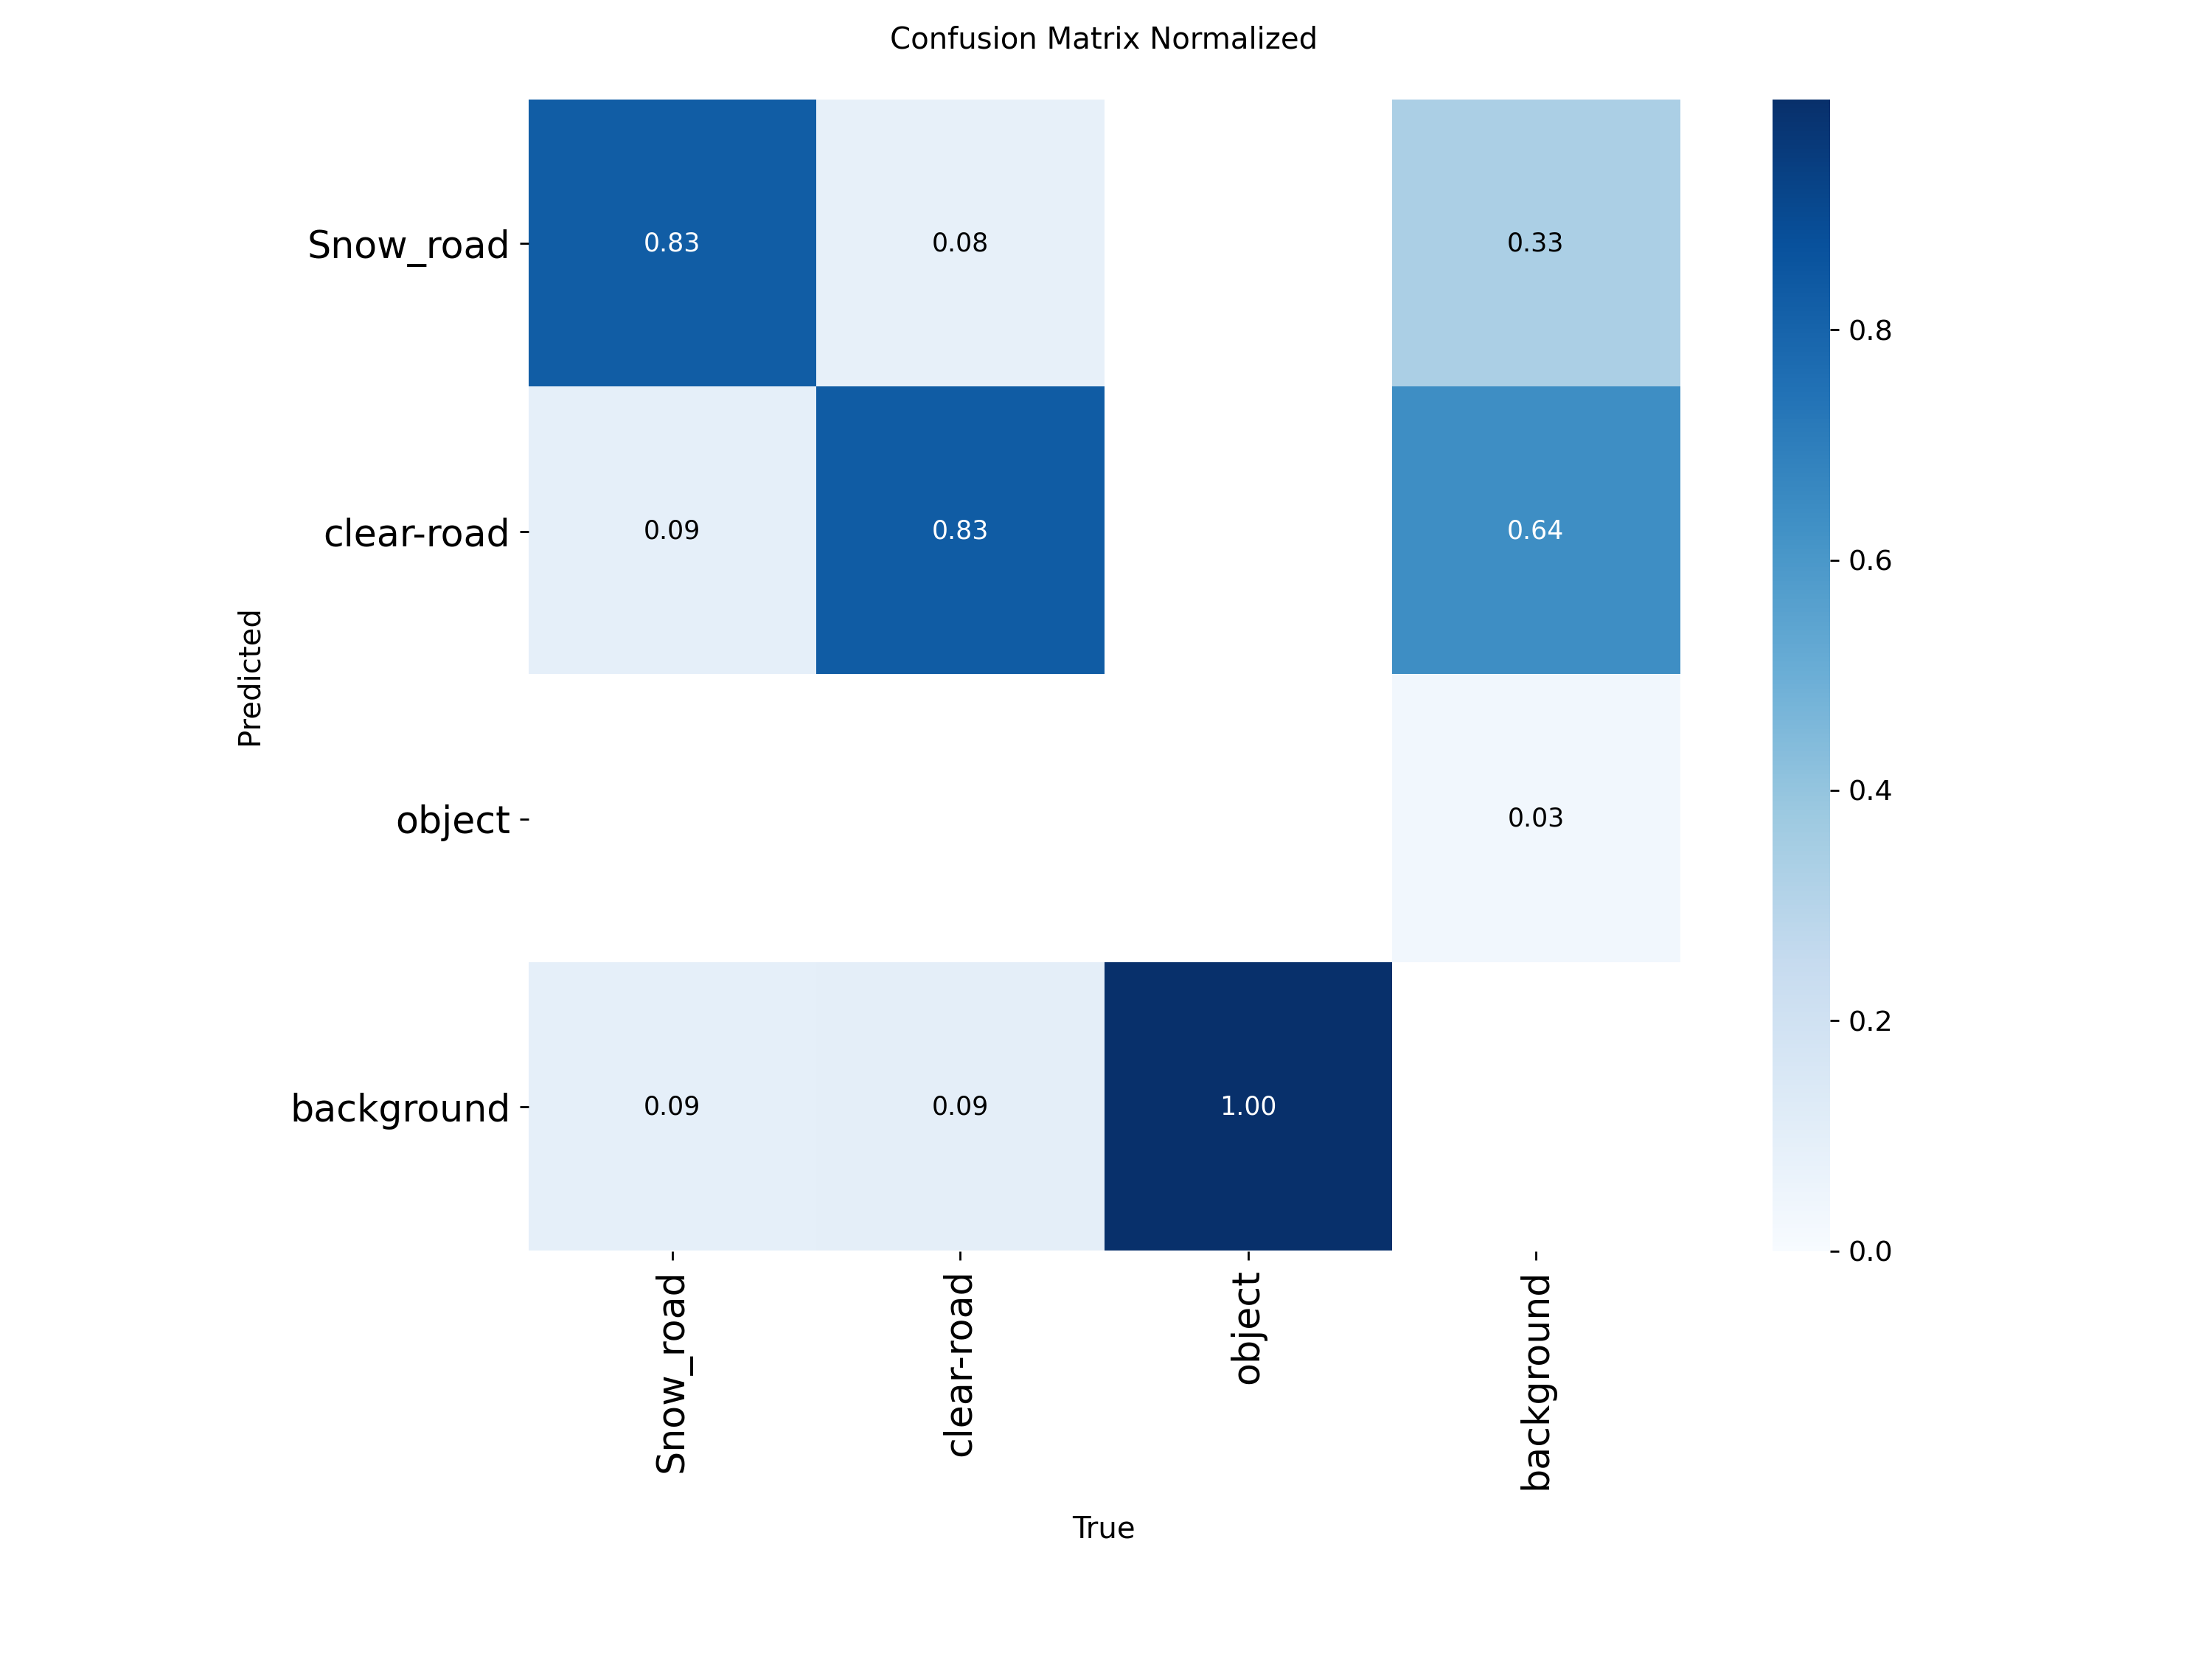 Confusion Matrix Normalized
Snow_road 0.83 0.08 0.33
clear-road 0.09 0.83 0.64
object 0.03
background 0.09 0.09 1.00
Snow_road clear-road object background
Predicted
True
0.8
0.6
0.4
0.2
0.0